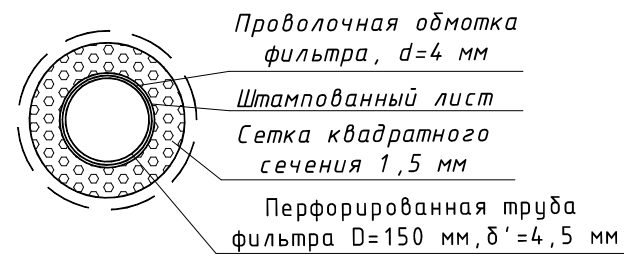 Проволочная обмотка
фильтра, d=4 мм
Штампованный лист
Сетка квадратного
сечения 1,5 мм
Перфорированная труба
фильтра D=150 мм,δ'=4,5 мм